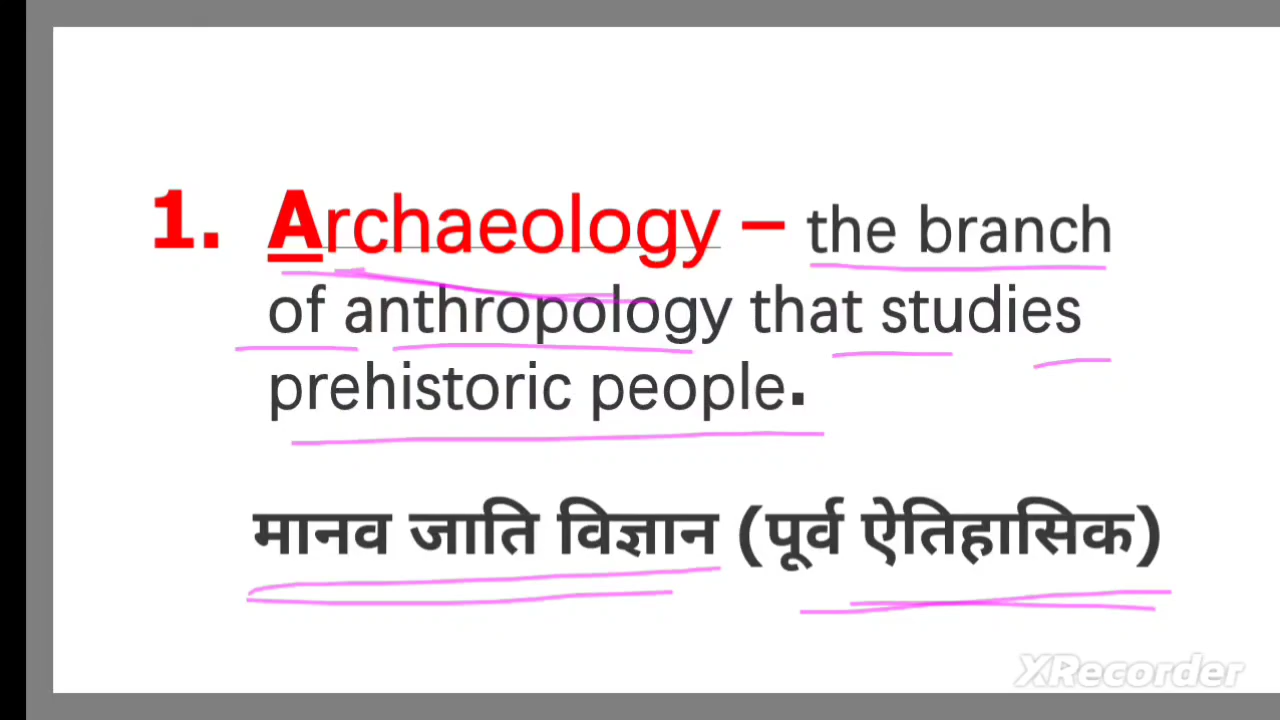 1. Archaeology – the branch
of anthropology that studies
prehistoric people.
मानव जाति विज्ञान (पूर्व ऐतिहासिक)
XRecorder